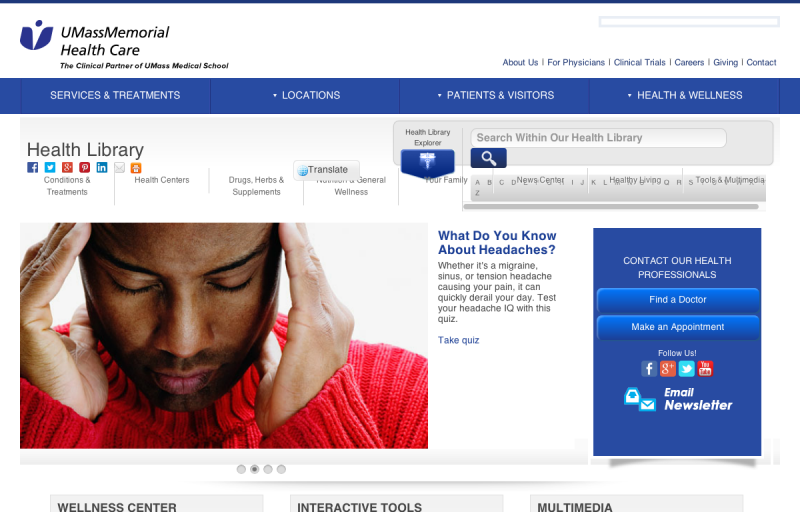 UMassMemorial
Health Care
The Clinical Partner of UMass Medical School
About Us | For Physicians | Clinical Trials | Careers | Giving | Contact
SERVICES & TREATMENTS
LOCATIONS
PATIENTS & VISITORS
HEALTH & WELLNESS
Health Library
Health Library
Explorer
Search Within Our Health Library
Translate
Conditions &
Treatments
Health Centers
Drugs, Herbs &
Supplements
Nutrition & General
Wellness
Your Family
News Center
Healthy Living
Tools & Multimedia
What Do You Know
About Headaches?
Whether it's a migraine,
sinus, or tension headache
causing your pain, it can
quickly derail your day. Test
your headache IQ with this
quiz.
Take quiz
CONTACT OUR HEALTH
PROFESSIONALS
Find a Doctor
Make an Appointment
Follow Us!
Email
Newsletter
WELLNESS CENTER
INTERACTIVE TOOLS
MULTIMEDIA